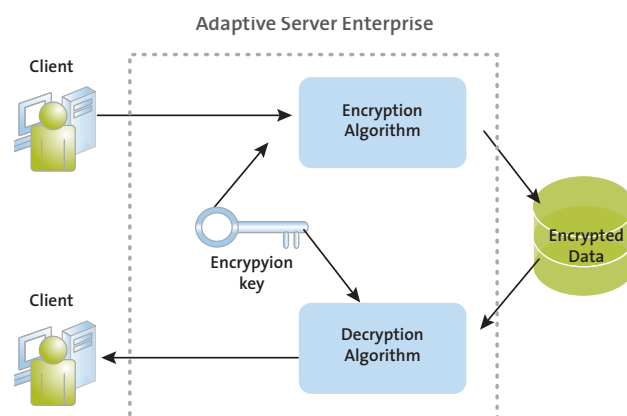 Adaptive Server Enterprise
Client
Encryption
Algorithm
Encrypyion
key
Encrypted
Data
Client
Decryption
Algorithm